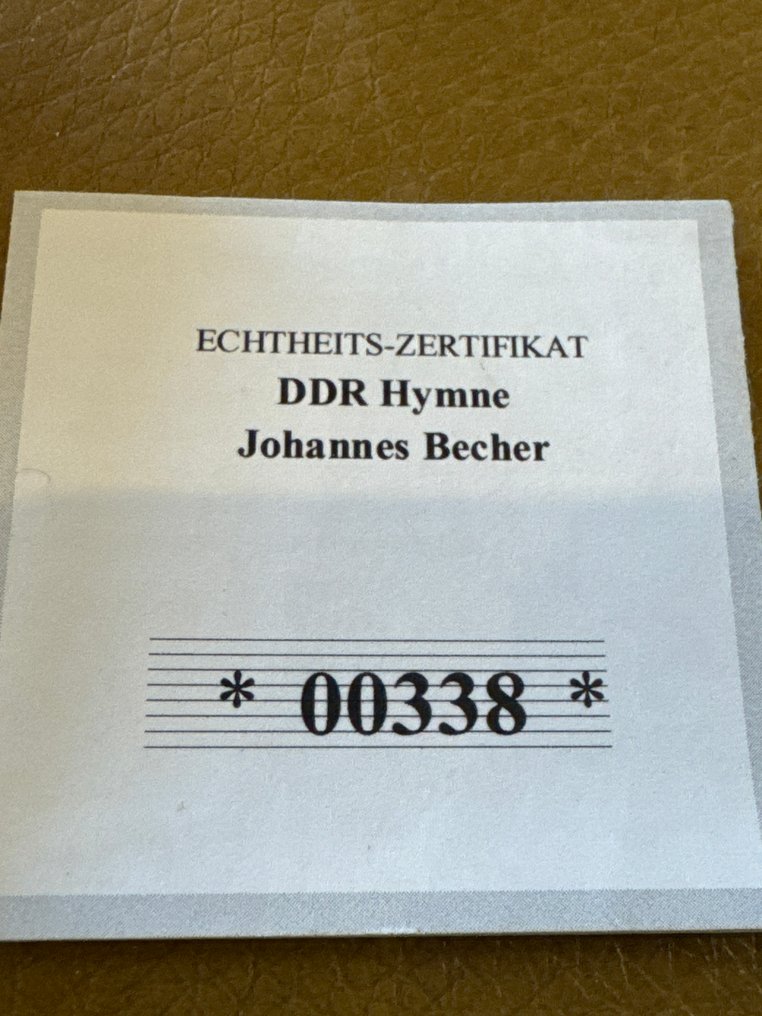 ECHTHEITS-ZERTIFIKAT
DDR Hymne
Johannes Becher
* 00338 *